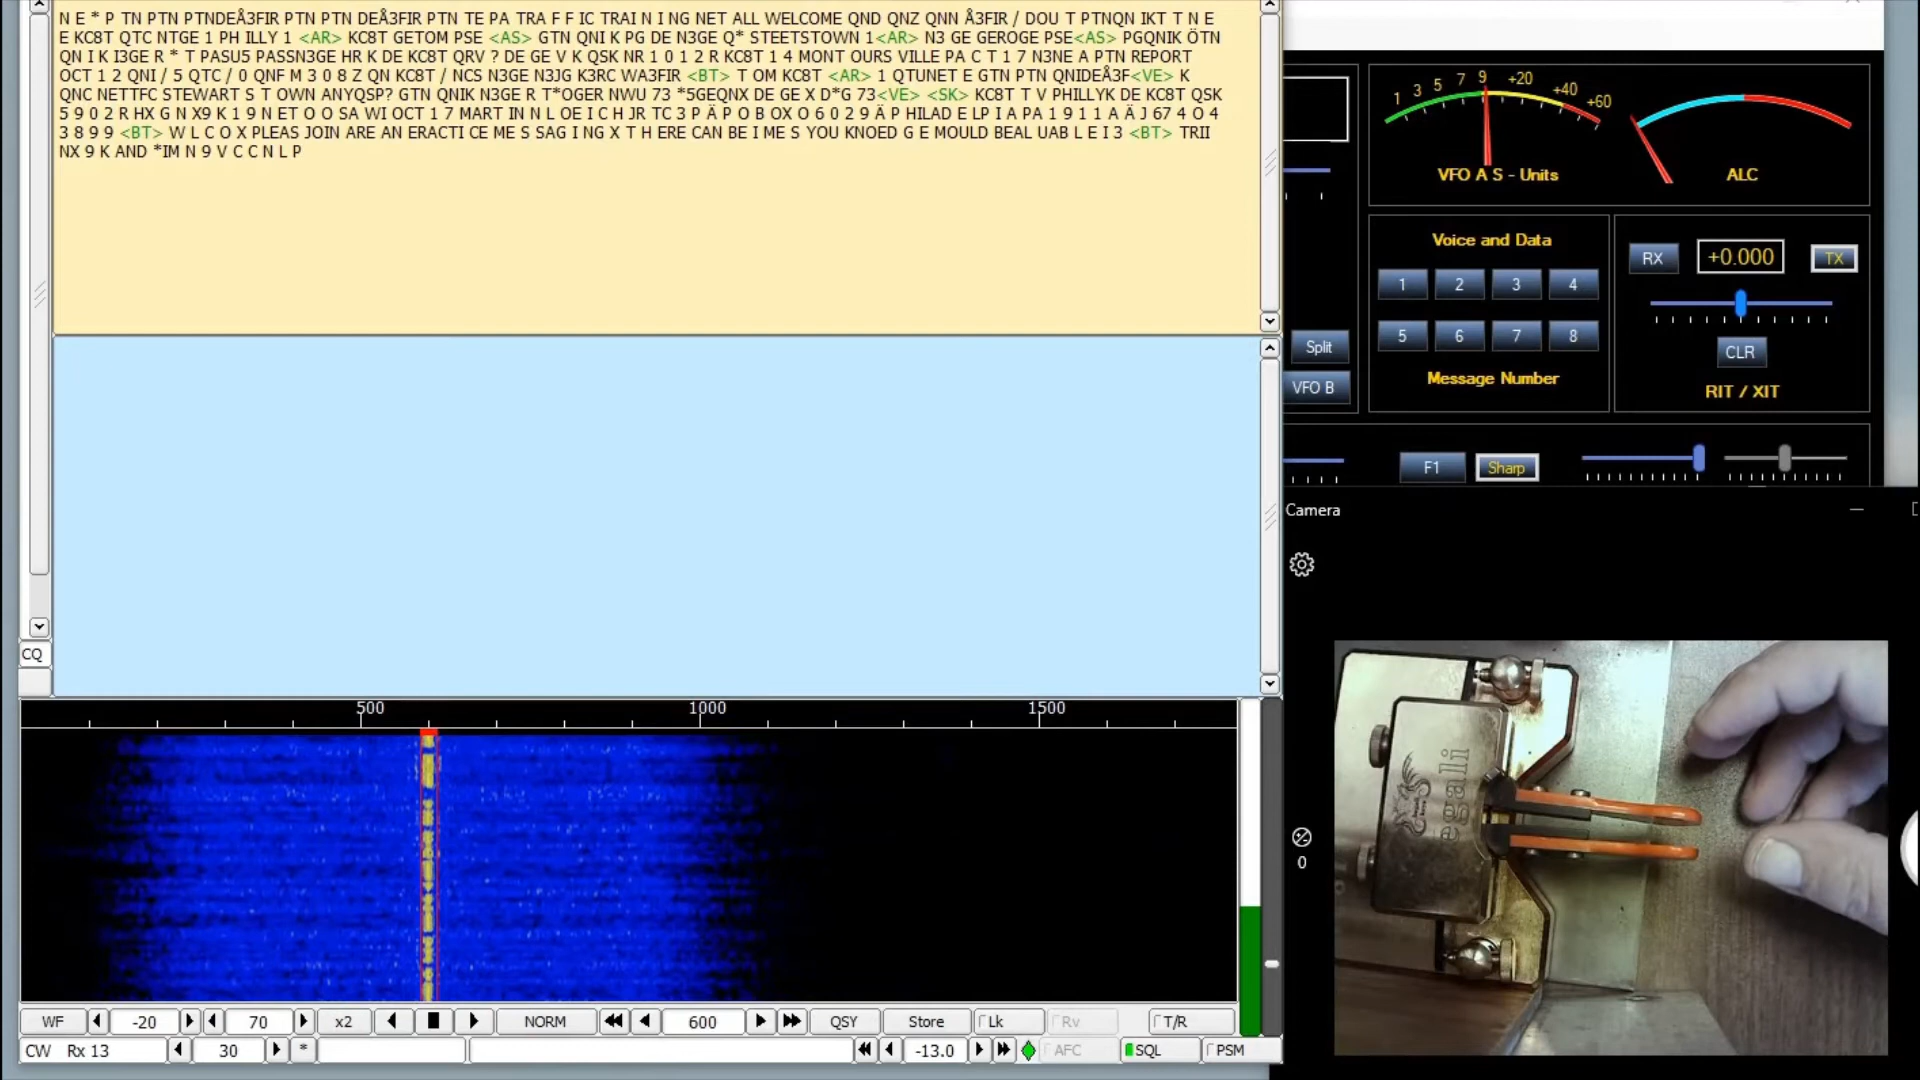 N E * P TN PTN PTNDEÅ3FIR PTN PTN DEÅ3FIR PTN TE PA TRA F F IC TRAI N I NG NET ALL WELCOME QND QNZ QNN Å3FIR / DOU T PTNQN IKT T N E
E KC8T QTC NTGE 1 PH ILLY 1 <AR> KC8T GETOM PSE <AS> GTN QNI K PG DE N3GE Q* STEETSTOWN 1<AR> N3 GE GEROGE PSE<AS> PGQNIK ÖTN
QN I K I3GE R * T PASU5 PASSN3GE HR K DE KC8T QRV ? DE GE V K QSK NR 1 0 1 2 R KC8T 1 4 MONT OURS VILLE PA C T 1 7 N3NE A PTN REPORT
OCT 1 2 QNI / 5 QTC / 0 QNF M 3 0 8 Z QN KC8T / NCS N3GE N3JG K3RC WA3FIR <BT> T OM KC8T <AR> 1 QTUNET E GTN PTN QNIDEÅ3F<VE> K
QNC NETTFC STEWART S T OWN ANYQSP? GTN QNIK N3GE R T*OGER NWU 73 *5GEQNX DE GE X D*G 73<VE> <SK> KC8T T V PHILLYK DE KC8T QSK
5 9 0 2 R HX G N X9 K 1 9 N ET O O SA WI OCT 1 7 MART IN N L OE I C H JR TC 3 P Ä P O B OX O 6 0 2 9 Ä P HILAD E LP I A PA 1 9 1 1 A Ä J 67 4 O 4
3 8 9 9 <BT> W L C O X PLEAS JOIN ARE AN ERACTI CE ME S SAG I NG X T H ERE CAN BE I ME S YOU KNOED G E MOULD BEAL UAB L E I 3 <BT> TRII
NX 9 K AND *IM N 9 V C C N L P
CQ
500 1000 1500
WF -20 70 x2 NORM 600 QSY Store Lk Rv T/R
CW Rx 13 30 * -13.0 AFC SQL PSM
1 3 5 7 9 +20 +40 +60
VFO A S - Units ALC
Voice and Data
1 2 3 4
5 6 7 8
Message Number
RX +0.000 TX
CLR
RIT / XIT
Split
VFO B
F1 Sharp
Camera
0
egali